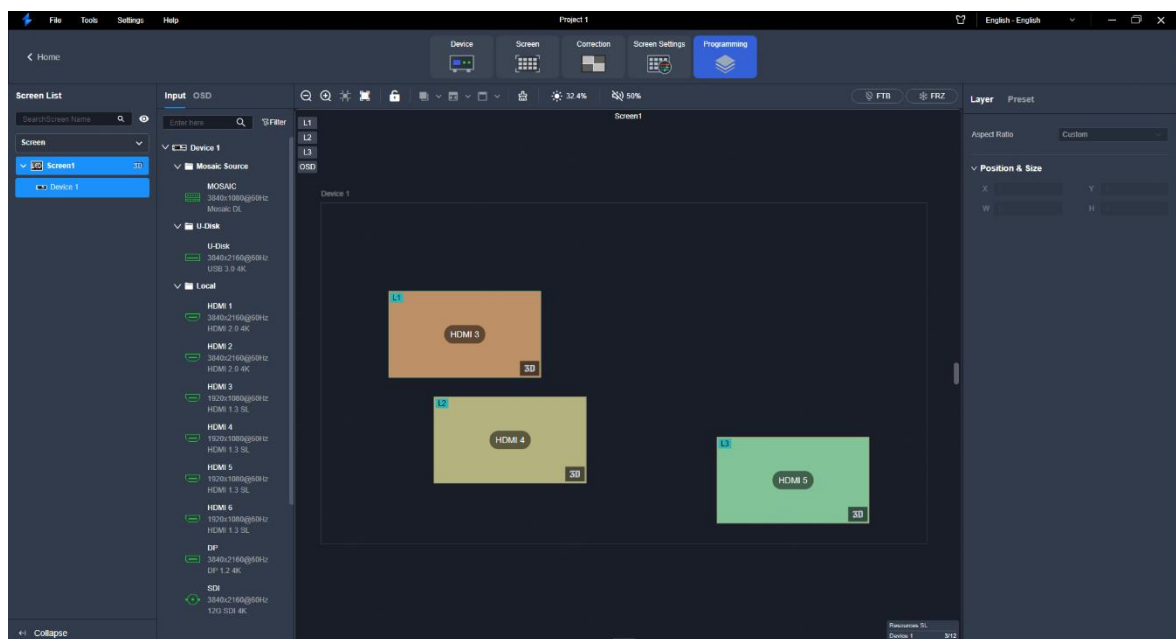 File Tools Settings Help Project 1 English - English
Home
Device Screen Correction Screen Settings Programming
Screen List
SearchScreen Name
Screen
Screen1 3D
Device 1
Collapse
Input OSD
Enter here Filter
Device 1
Mosaic Source
MOSAIC
3840x1080@60Hz
Mosaic DL
U-Disk
U-Disk
3840x2160@60Hz
USB 3.0 4K
Local
HDMI 1
3840x2160@60Hz
HDMI 2.0 4K
HDMI 2
3840x2160@60Hz
HDMI 2.0 4K
HDMI 3
1920x1080@60Hz
HDMI 1.3 SL
HDMI 4
1920x1080@60Hz
HDMI 1.3 SL
HDMI 5
1920x1080@60Hz
HDMI 1.3 SL
HDMI 6
1920x1080@60Hz
HDMI 1.3 SL
DP
3840x2160@60Hz
DP 1.2 4K
SDI
3840x2160@60Hz
12G SDI 4K
32.4% 50% FTB FRZ
Screen1
L1
L2
L3
OSD
Device 1
L1
HDMI 3
3D
L2
HDMI 4
3D
L3
HDMI 5
3D
Resources SL
Device 1 3/12
Layer Preset
Aspect Ratio Custom
Position & Size
X Y
W H